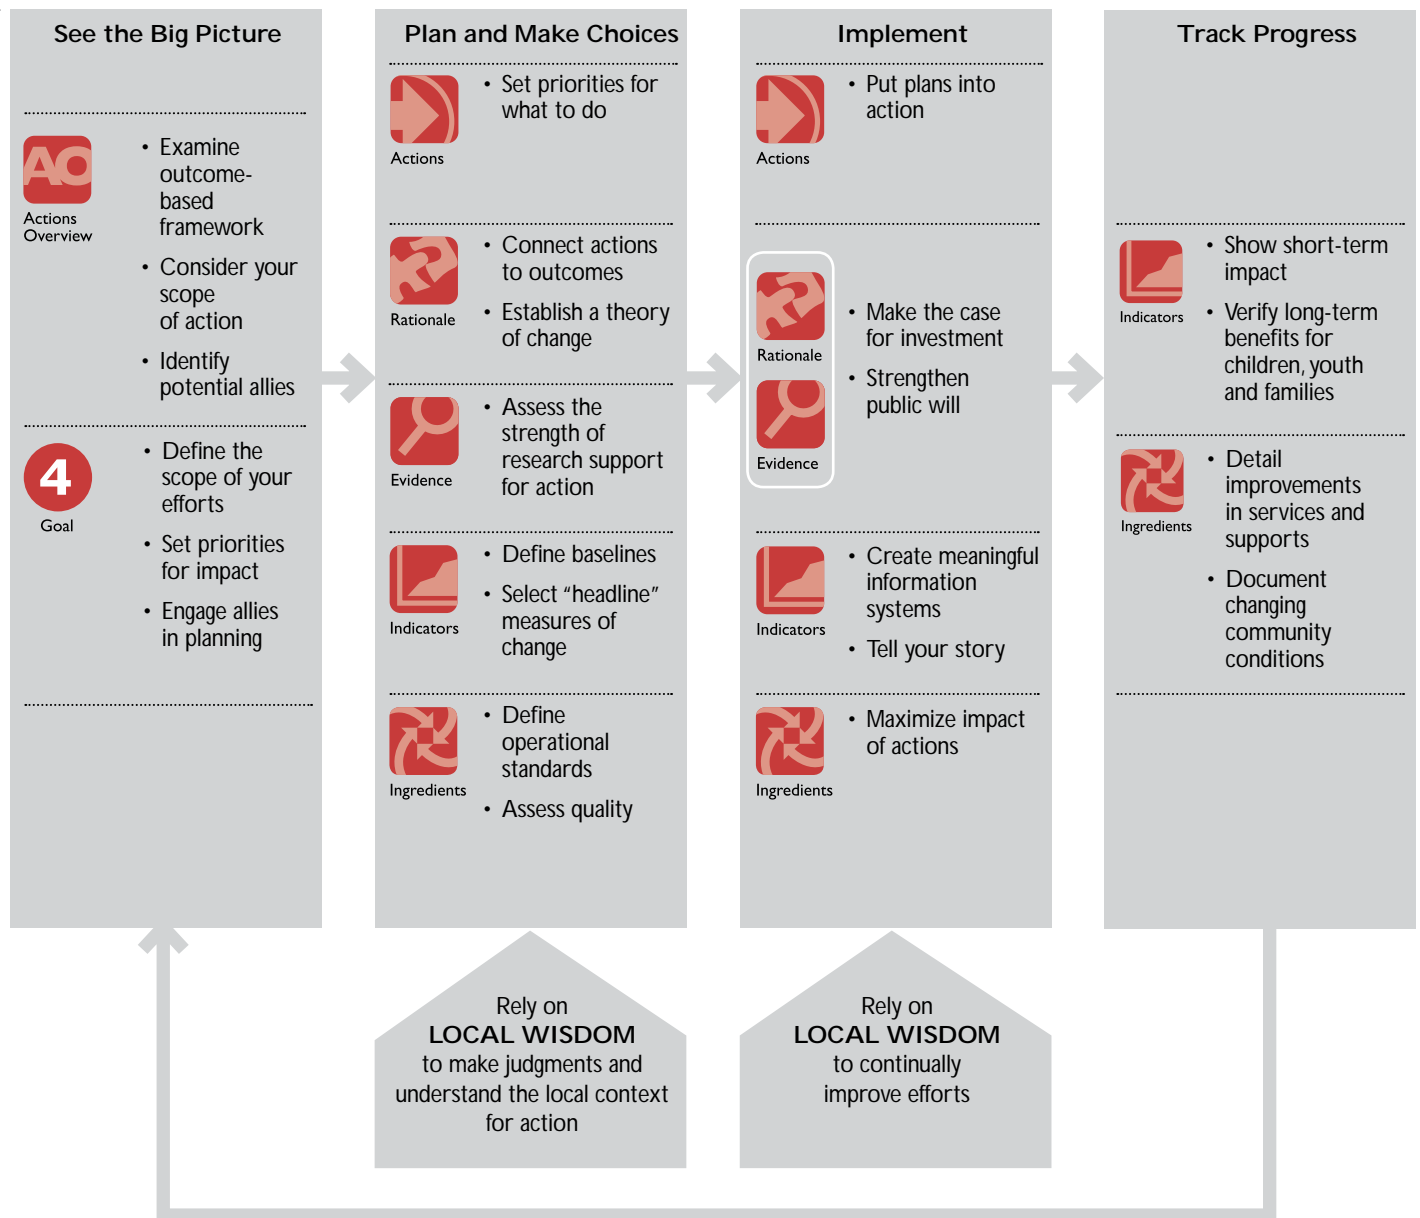 See the Big Picture
AO
Actions
Overview
• Examine
outcome-
based
framework
• Consider your
scope
of action
• Identify
potential allies
4
Goal
• Define the
scope of your
efforts
• Set priorities
for impact
• Engage allies
in planning
Plan and Make Choices
Actions
• Set priorities for
what to do
Rationale
• Connect actions
to outcomes
• Establish a theory
of change
Evidence
• Assess the
strength of
research support
for action
Indicators
• Define baselines
• Select “headline”
measures of
change
Ingredients
• Define
operational
standards
• Assess quality
Rely on
LOCAL WISDOM
to make judgments and
understand the local context
for action
Implement
Actions
• Put plans into
action
Rationale
Evidence
• Make the case
for investment
• Strengthen
public will
Indicators
• Create meaningful
information
systems
• Tell your story
Ingredients
• Maximize impact
of actions
Rely on
LOCAL WISDOM
to continually
improve efforts
Track Progress
Indicators
• Show short-term
impact
• Verify long-term
benefits for
children, youth
and families
Ingredients
• Detail
improvements
in services and
supports
• Document
changing
community
conditions